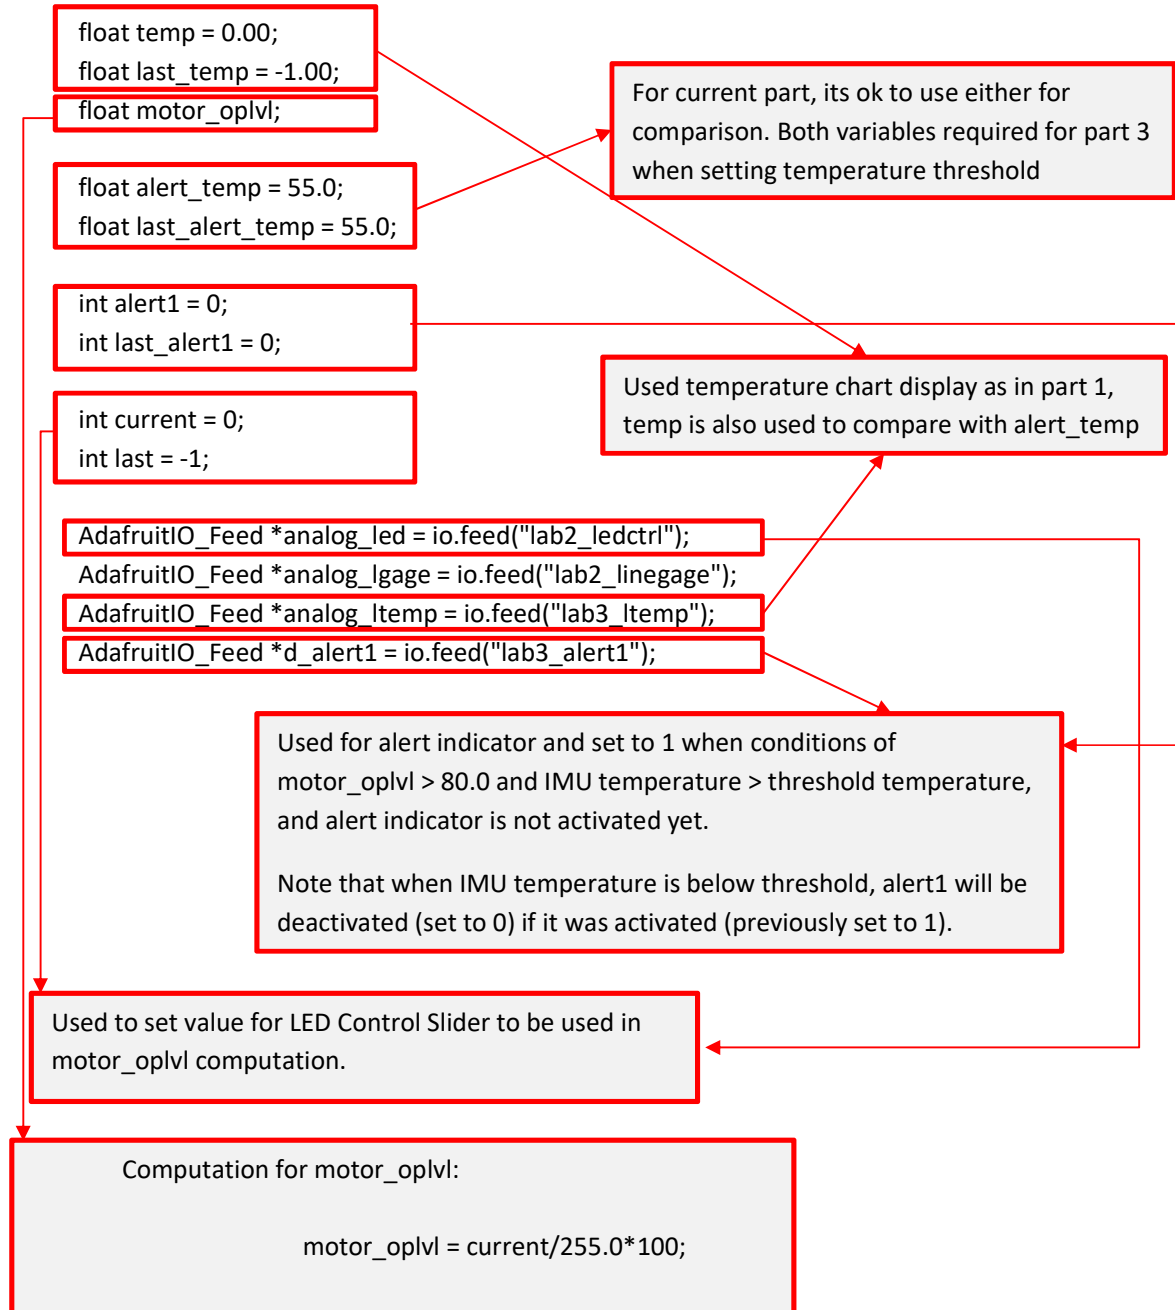 float temp = 0.00;
float last_temp = -1.00;
float motor_oplvl;
float alert_temp = 55.0;
float last_alert_temp = 55.0;
For current part, its ok to use either for
comparison. Both variables required for part 3
when setting temperature threshold
int alert1 = 0;
int last_alert1 = 0;
Used temperature chart display as in part 1,
temp is also used to compare with alert_temp
int current = 0;
int last = -1;
AdafruitIO_Feed *analog_led = io.feed("lab2_ledctrl");
AdafruitIO_Feed *analog_lgage = io.feed("lab2_linegage");
AdafruitIO_Feed *analog_ltemp = io.feed("lab3_ltemp");
AdafruitIO_Feed *d_alert1 = io.feed("lab3_alert1");
Used for alert indicator and set to 1 when conditions of
motor_oplvl > 80.0 and IMU temperature > threshold temperature,
and alert indicator is not activated yet.
Note that when IMU temperature is below threshold, alert1 will be
deactivated (set to 0) if it was activated (previously set to 1).
Used to set value for LED Control Slider to be used in
motor_oplvl computation.
Computation for motor_oplvl:
motor_oplvl = current/255.0*100;